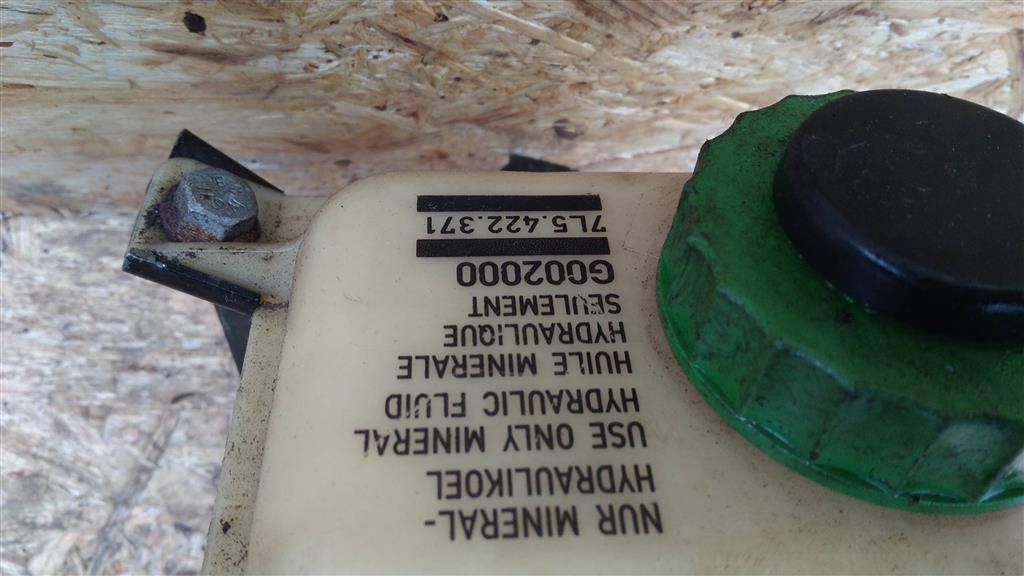 NUR MINERAL-
HYDRAULIKOEL
USE ONLY MINERAL
HYDRAULIC FLUID
HUILE MINERALE
HYDRAULIQUE
SEULEMENT
G002000
7L5.422.371